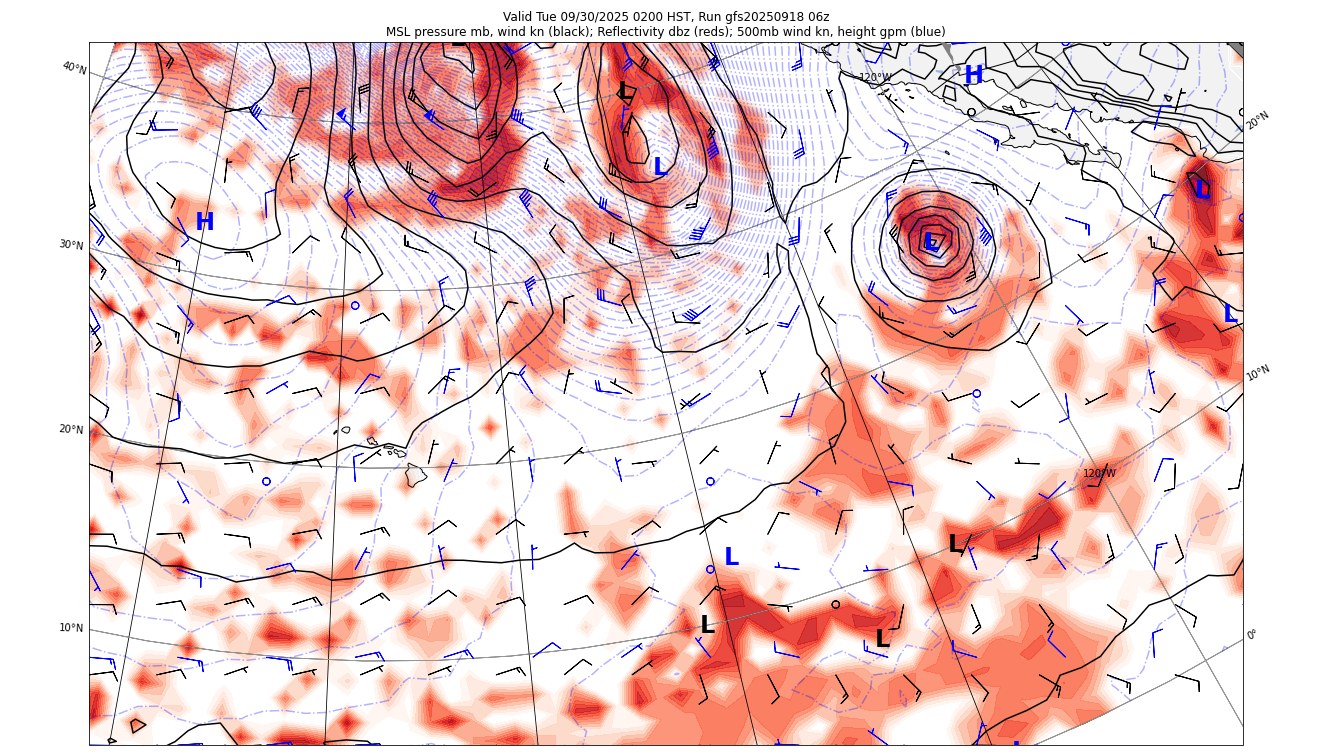 Valid Tue 09/30/2025 0200 HST, Run gfs20250918 06z
MSL pressure mb, wind kn (black); Reflectivity dbz (reds); 500mb wind kn, height gpm (blue)
L
40°N
120°W
H
L
20°N
L
L
H
30°N
L
L
10°N
20°N
120°W
L
L
10°N
L
L
0°